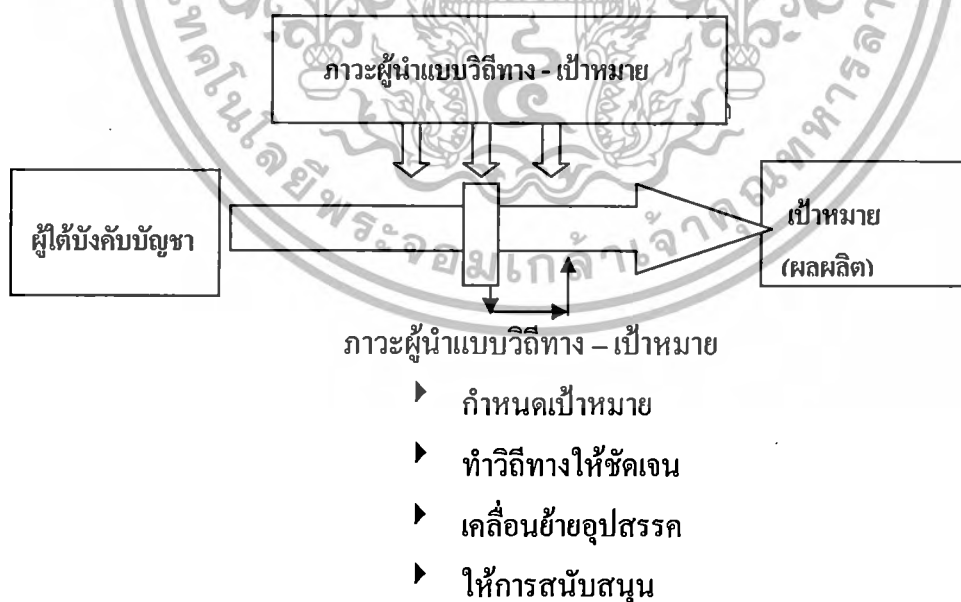 ภาวะผู้นำแบบวิถีทาง - เป้าหมาย
ผู้ใต้บังคับบัญชา
เป้าหมาย
(ผลผลิต)
ภาวะผู้นำแบบวิถีทาง – เป้าหมาย
กำหนดเป้าหมาย
ทำวิถีทางให้ชัดเจน
เคลื่อนย้ายอุปสรรค
ให้การสนับสนุน